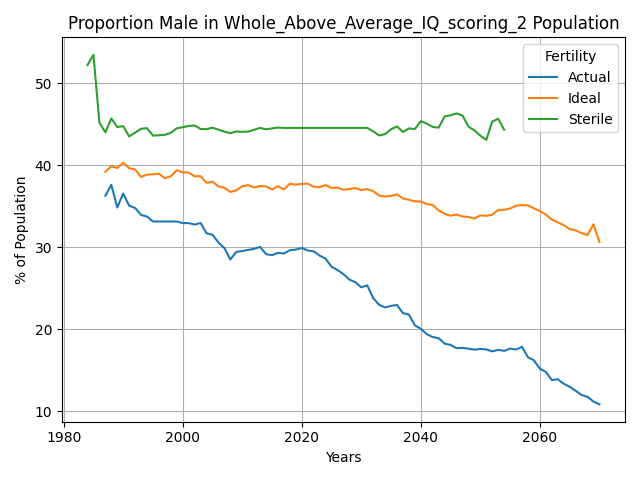 Proportion Male in Whole_Above_Average_IQ_scoring_2 Population
Fertility
Actual
Ideal
Sterile
% of Population
50
40
30
20
10
1980
2000
2020
2040
2060
Years